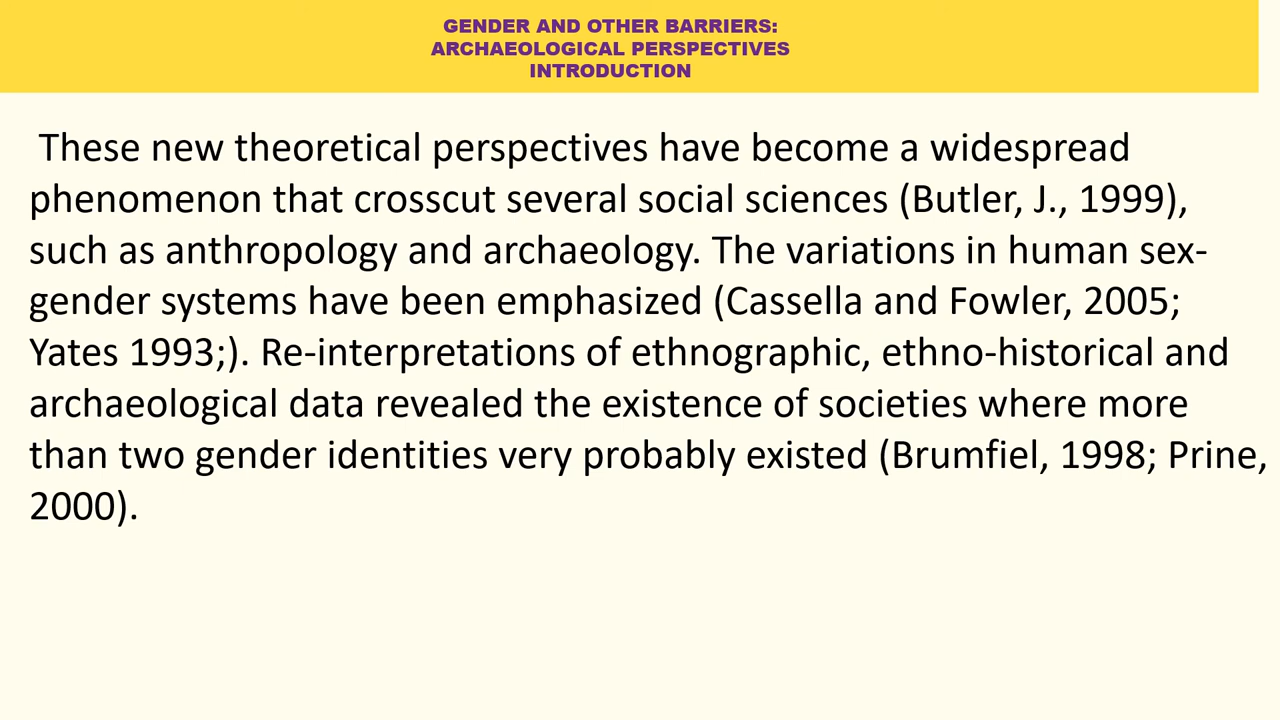 GENDER AND OTHER BARRIERS:
ARCHAEOLOGICAL PERSPECTIVES
INTRODUCTION
These new theoretical perspectives have become a widespread
phenomenon that crosscut several social sciences (Butler, J., 1999),
such as anthropology and archaeology. The variations in human sex-
gender systems have been emphasized (Cassella and Fowler, 2005;
Yates 1993;). Re-interpretations of ethnographic, ethno-historical and
archaeological data revealed the existence of societies where more
than two gender identities very probably existed (Brumfiel, 1998; Prine,
2000).